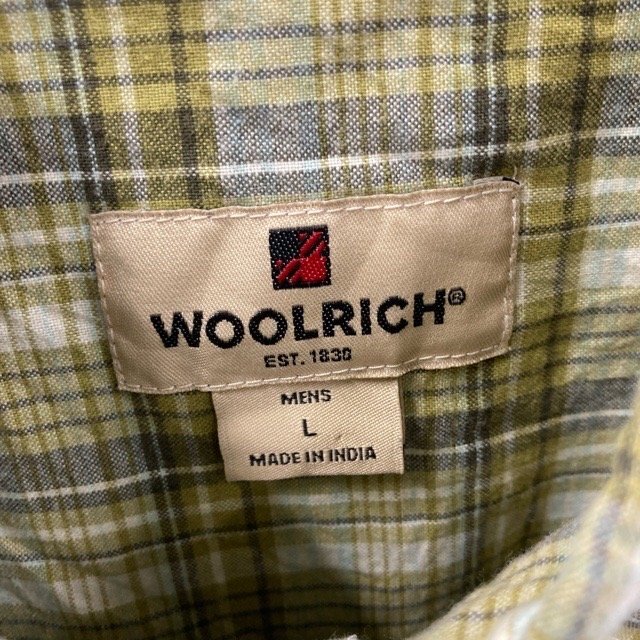 WOOLRICH®
EST. 1830
MENS
L
MADE IN INDIA